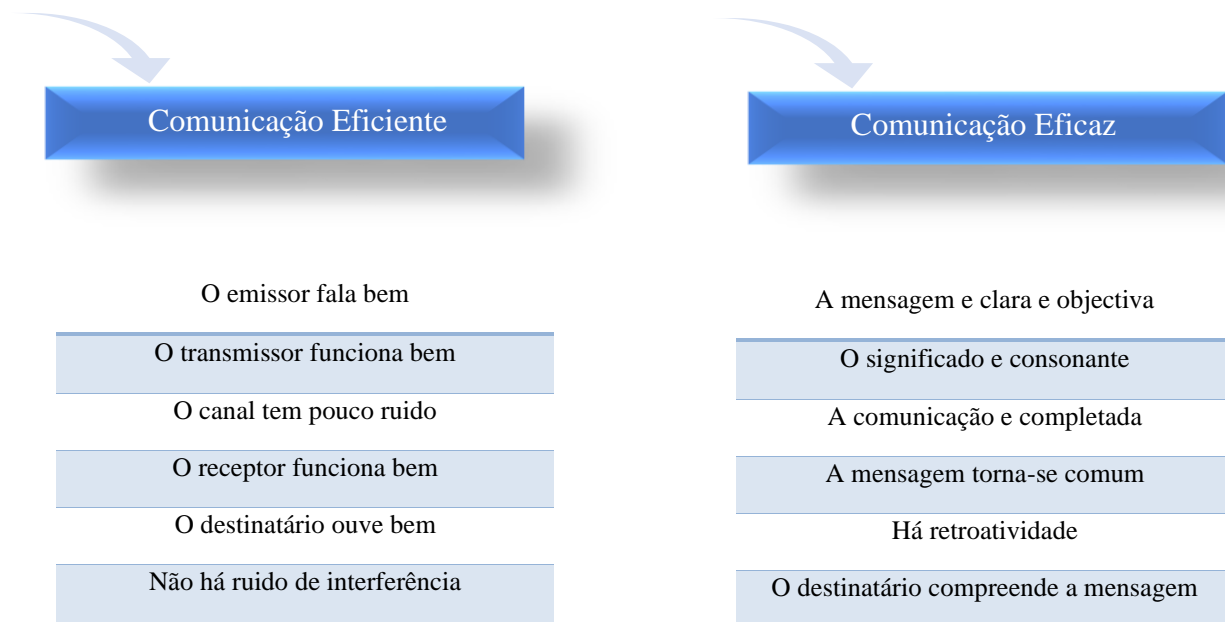 Comunicação Eficiente
O emissor fala bem
O transmissor funciona bem
O canal tem pouco ruido
O receptor funciona bem
O destinatário ouve bem
Não há ruido de interferência
Comunicação Eficaz
A mensagem e clara e objectiva
O significado e consonante
A comunicação e completada
A mensagem torna-se comum
Há retroatividade
O destinatário compreende a mensagem